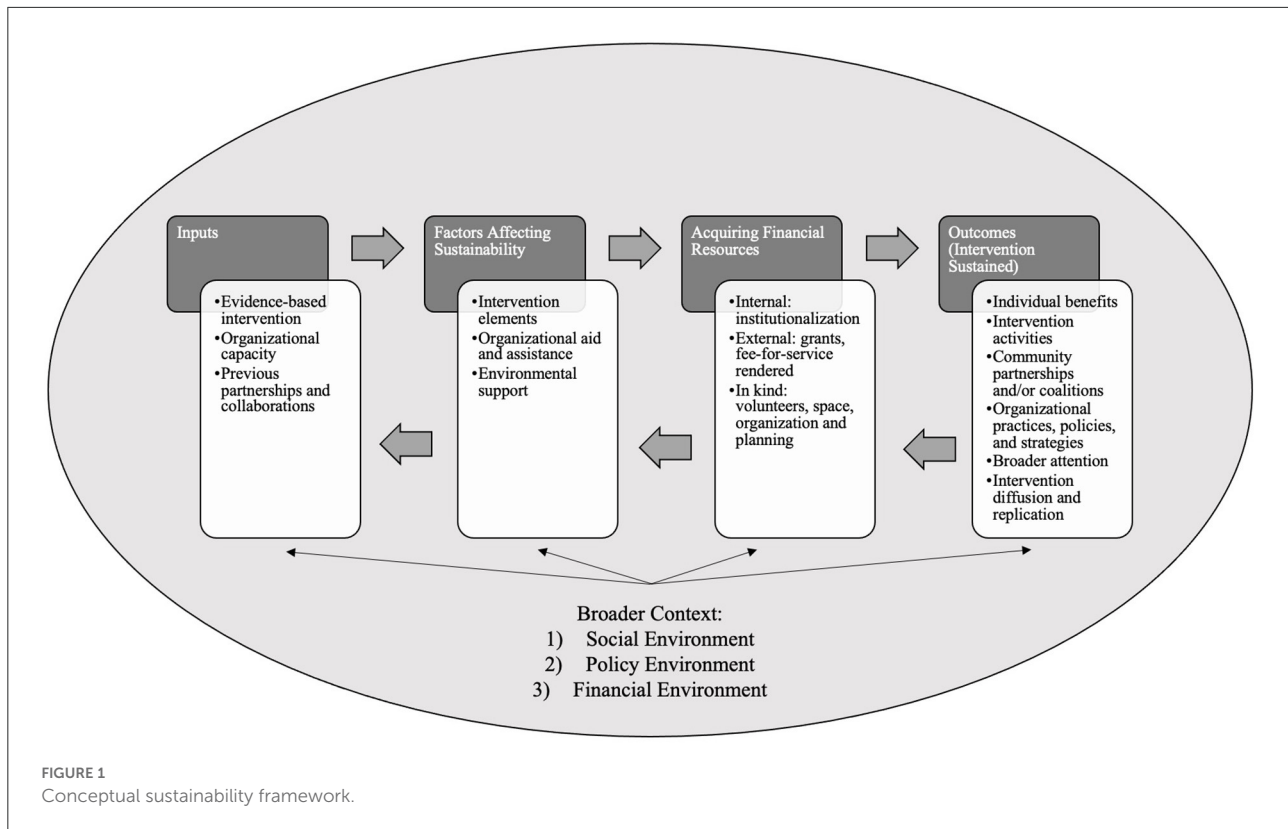 Inputs
•Evidence-based
intervention
•Organizational
capacity
•Previous
partnerships and
collaborations
Factors Affecting
Sustainability
•Intervention
elements
•Organizational aid
and assistance
•Environmental
support
Acquiring Financial
Resources
•Internal:
institutionalization
•External: grants,
fee-for-service
rendered
•In kind:
volunteers, space,
organization and
planning
Outcomes
(Intervention
Sustained)
•Individual benefits
•Intervention
activities
•Community
partnerships
and/or coalitions
•Organizational
practices, policies,
and strategies
•Broader attention
•Intervention
diffusion and
replication
Broader Context:
1) Social Environment
2) Policy Environment
3) Financial Environment
FIGURE 1
Conceptual sustainability framework.